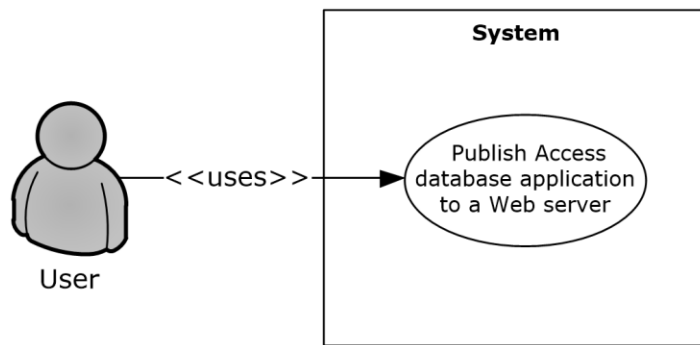 System
Publish Access
database application
to a Web server
<<uses>>
User